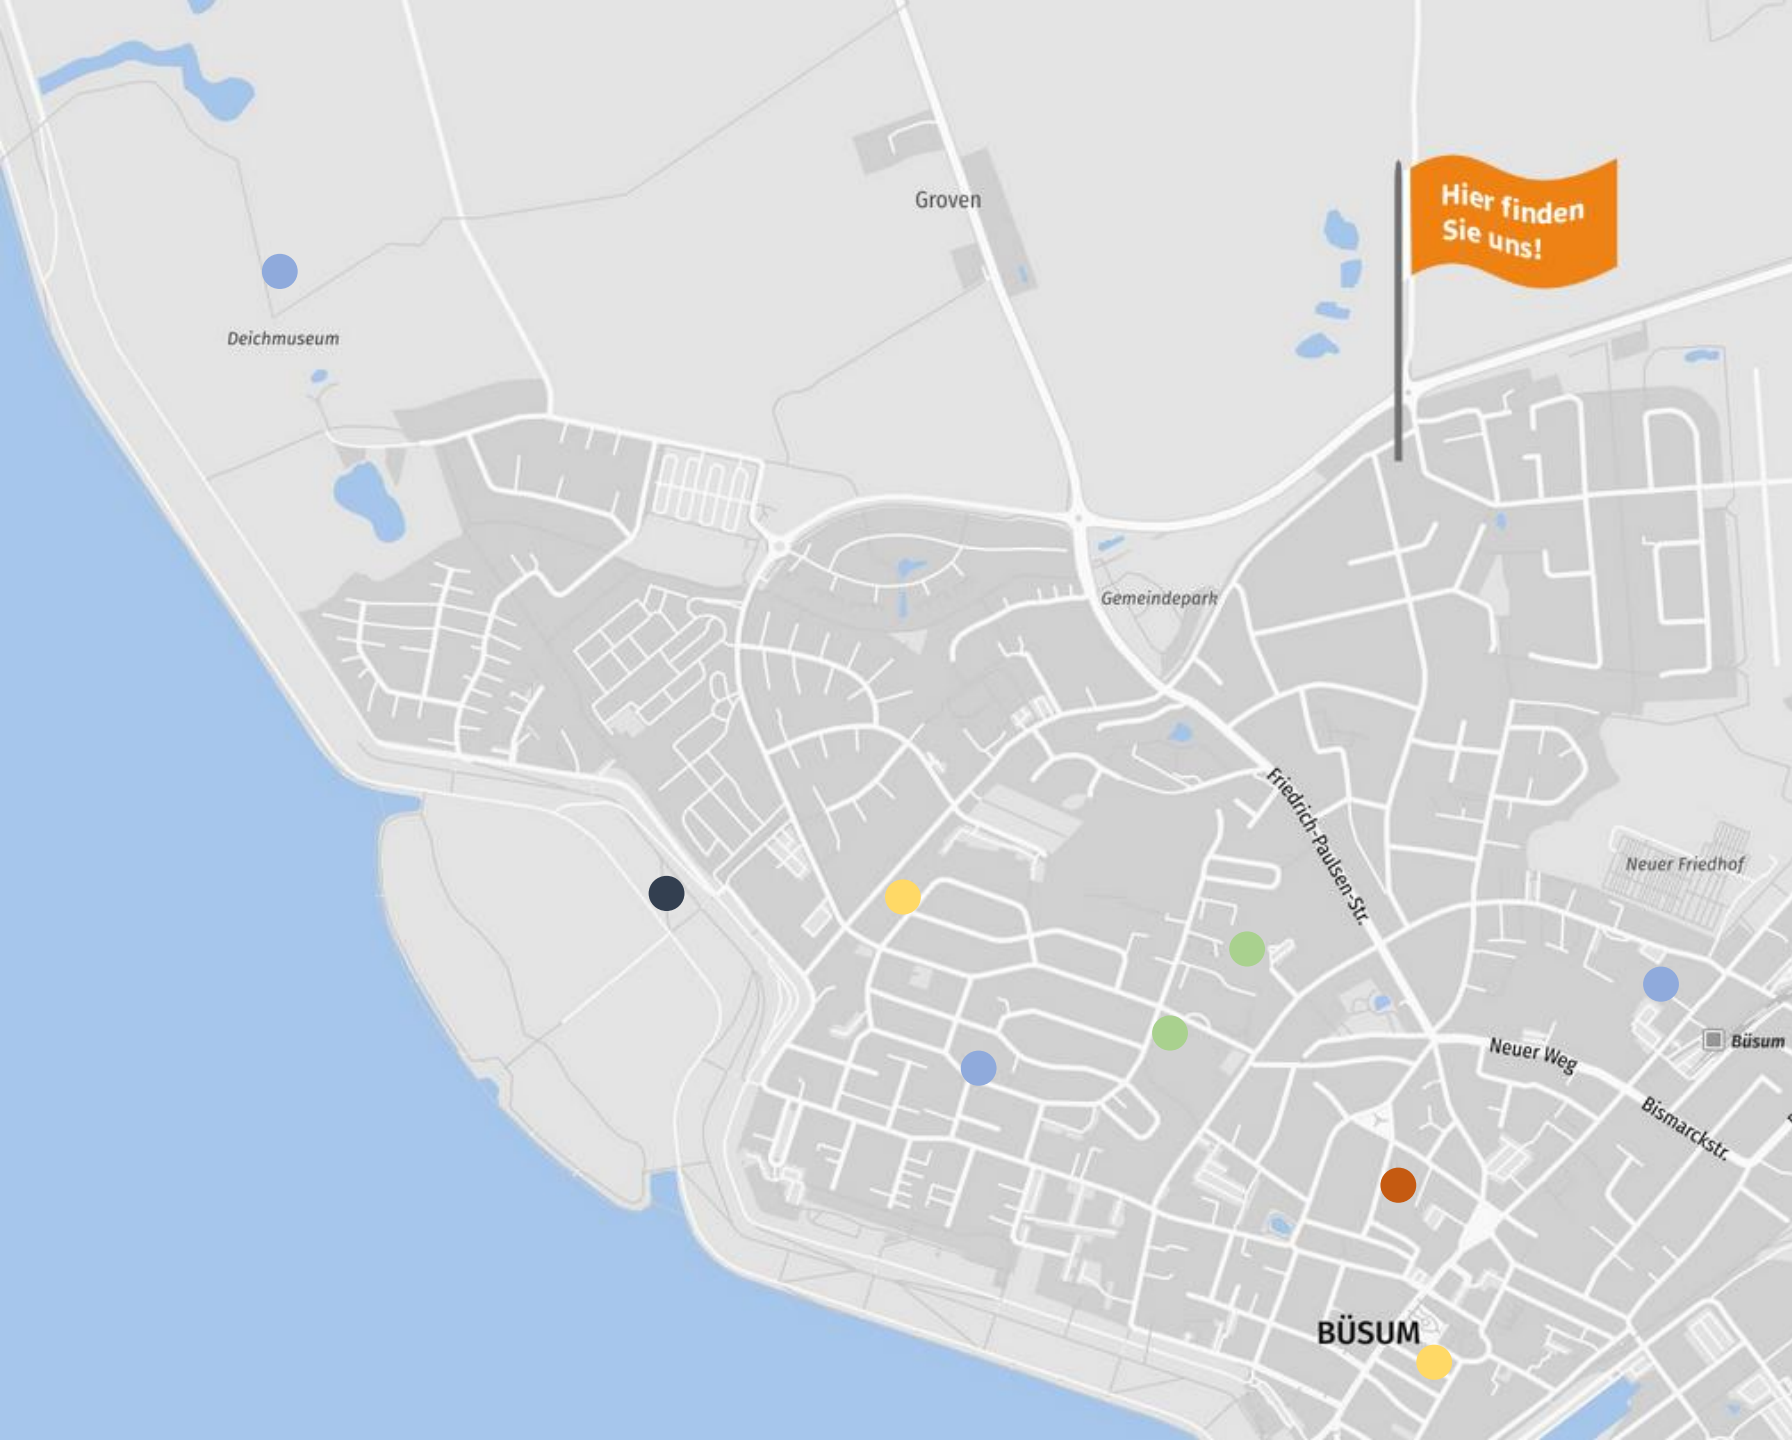 Groven
Hier finden
Sie uns!
Deichmuseum
Gemeindepark
Friedrich-Paulsen-Str.
Neuer Friedhof
Neuer Weg
Büsum
Bismarckstr.
BÜSUM